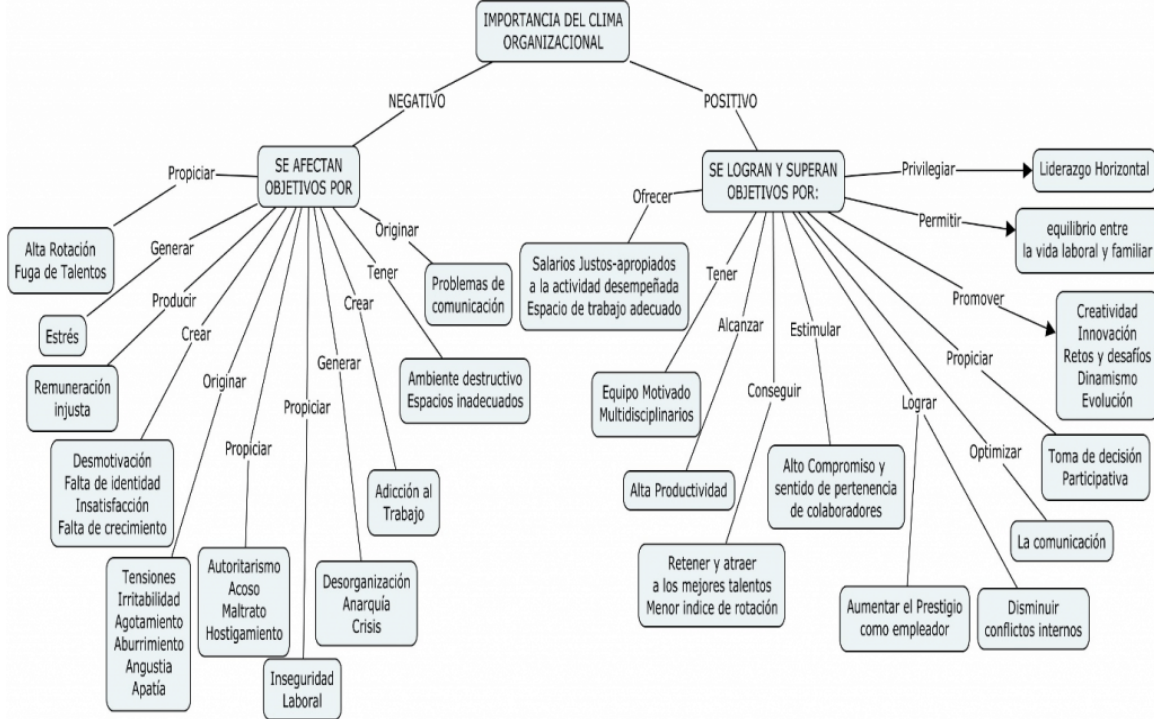 IMPORTANCIA DEL CLIMA
ORGANIZACIONAL
NEGATIVO
POSITIVO
SE AFECTAN
OBJETIVOS POR
Propiciar
Alta Rotación
Fuga de Talentos
Generar
Estrés
Producir
Remuneración
injusta
Crear
Desmotivación
Falta de identidad
Insatisfacción
Falta de crecimiento
Originar
Tensiones
Irritabilidad
Agotamiento
Aburrimiento
Angustia
Apatía
Propiciar
Autoritarismo
Acoso
Maltrato
Hostigamiento
Propiciar
Inseguridad
Laboral
Generar
Desorganización
Anarquía
Crisis
Crear
Adicción al
Trabajo
Tener
Ambiente destructivo
Espacios inadecuados
Originar
Problemas de
comunicación
SE LOGRAN Y SUPERAN
OBJETIVOS POR:
Ofrecer
Salarios Justos-apropiados
a la actividad desempeñada
Espacio de trabajo adecuado
Tener
Equipo Motivado
Multidisciplinarios
Alcanzar
Alta Productividad
Conseguir
Retener y atraer
a los mejores talentos
Menor indice de rotación
Estimular
Alto Compromiso y
sentido de pertenencia
de colaboradores
Lograr
Aumentar el Prestigio
como empleador
Disminuir
conflictos internos
Optimizar
La comunicación
Propiciar
Toma de decisión
Participativa
Promover
Creatividad
Innovación
Retos y desafíos
Dinamismo
Evolución
Permitir
equilibrio entre
la vida laboral y familiar
Privilegiar
Liderazgo Horizontal